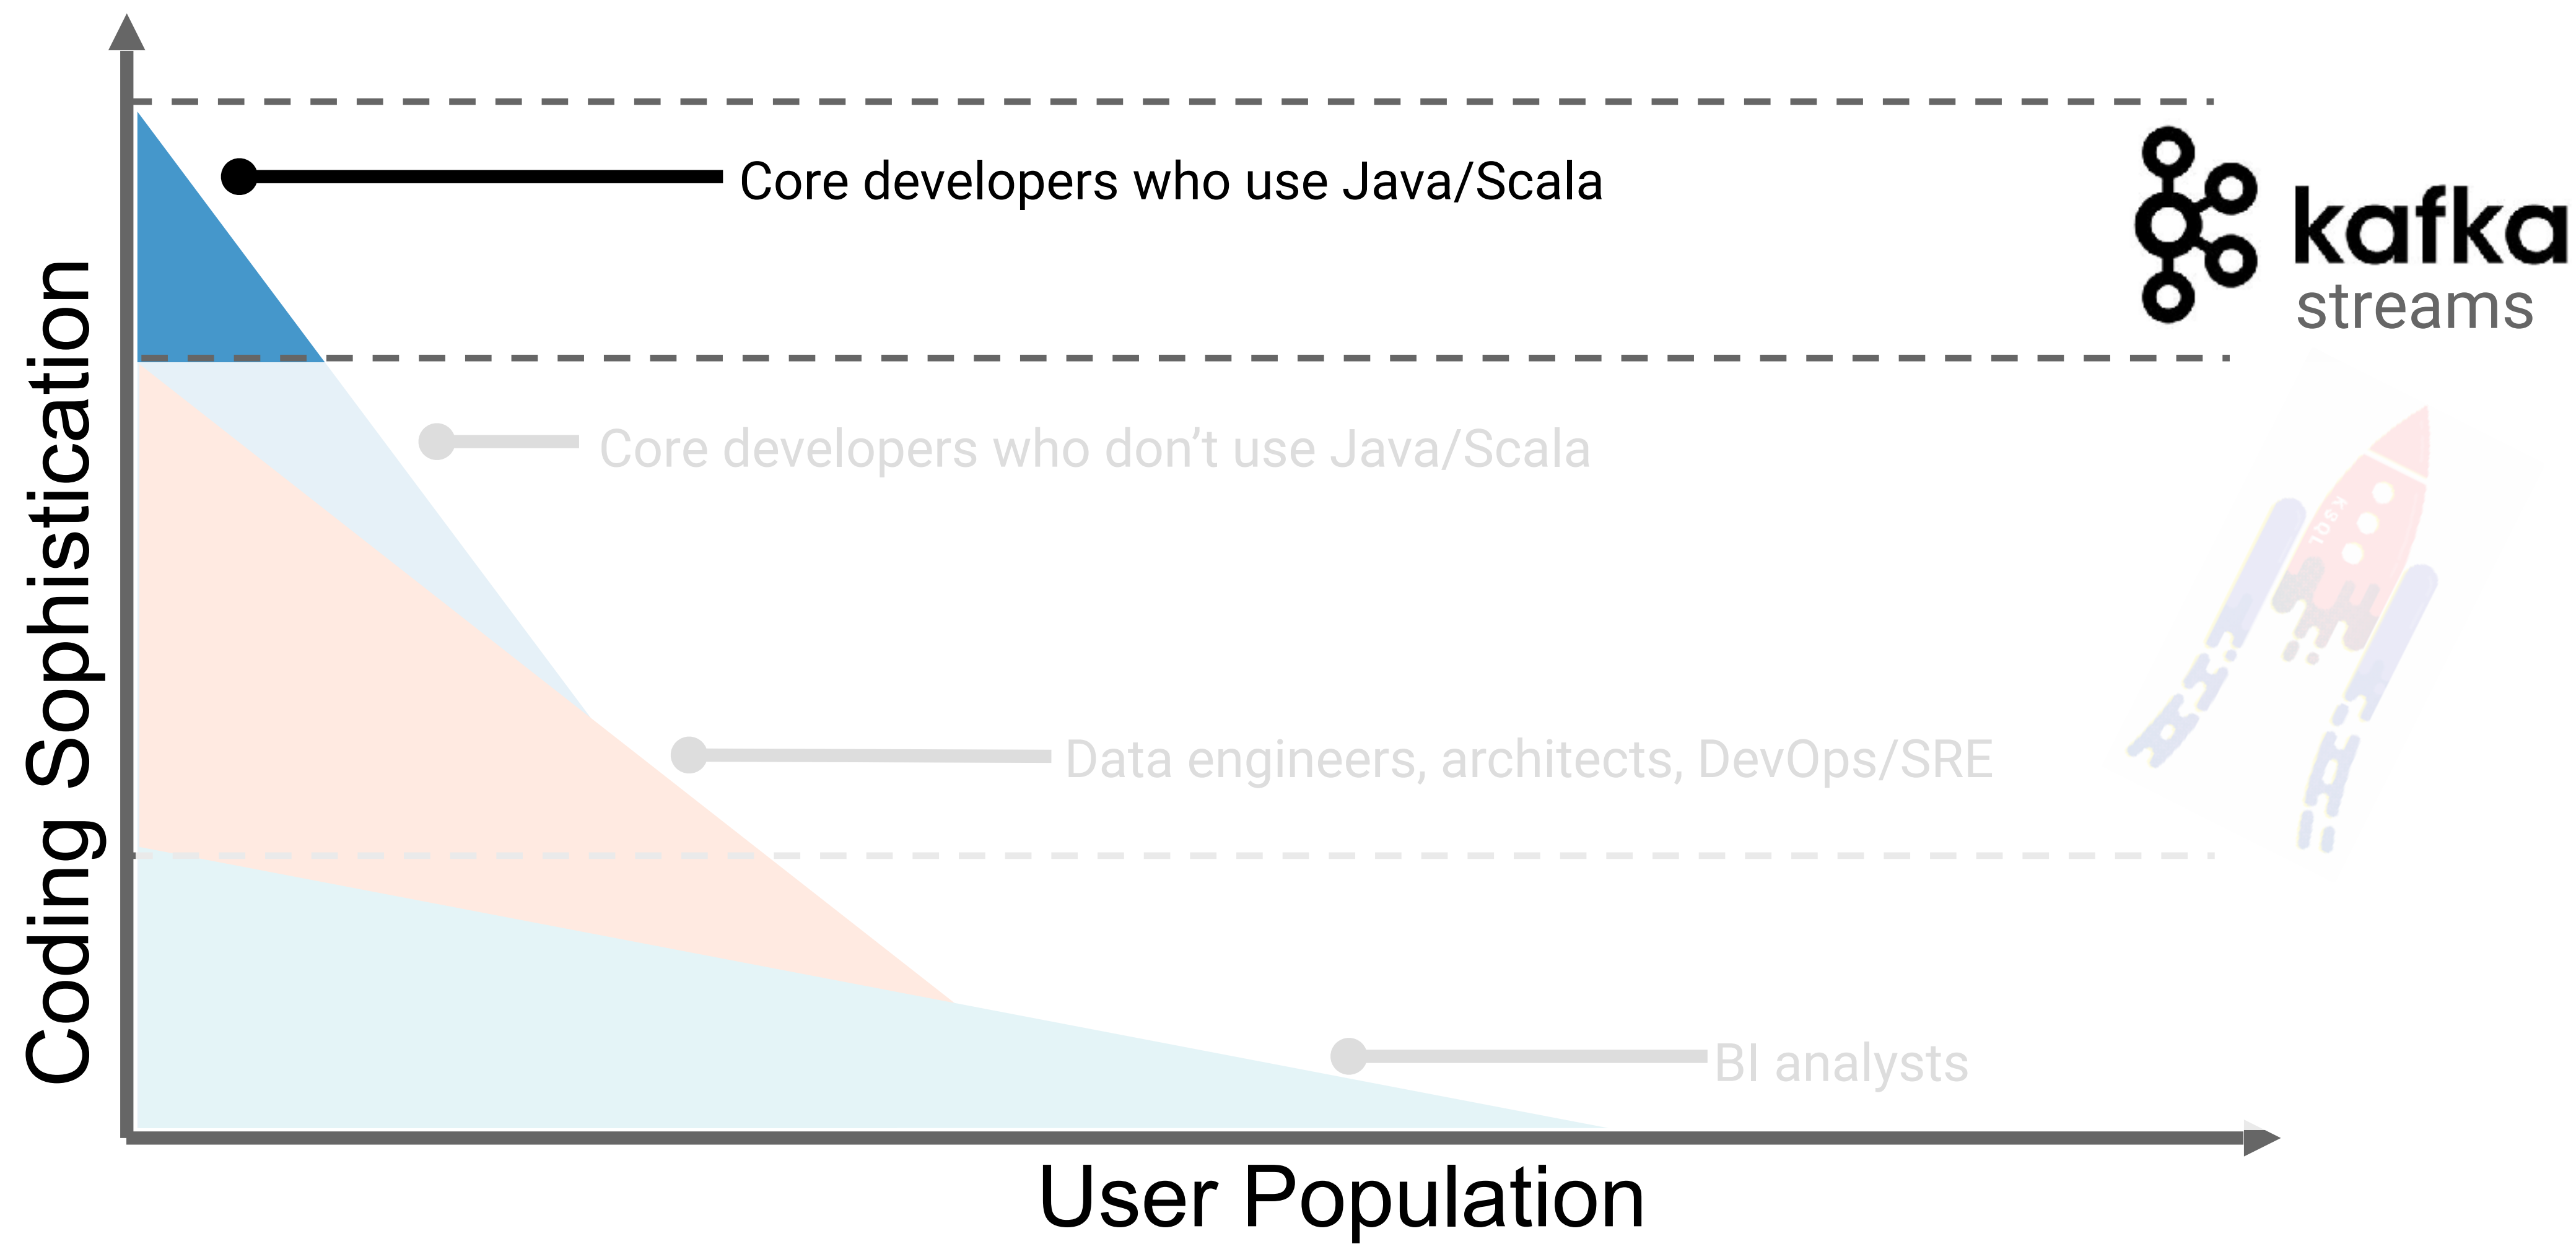 Core developers who use Java/Scala
kafka
streams
Core developers who don’t use Java/Scala
KSQL
Data engineers, architects, DevOps/SRE
BI analysts
Coding Sophistication
User Population